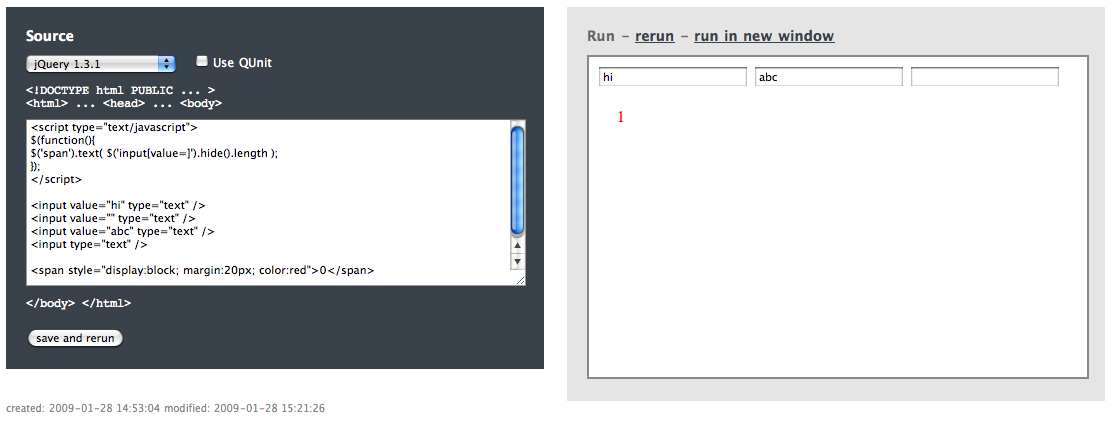 Source
jQuery 1.3.1
Use QUnit
<!DOCTYPE html PUBLIC ... >
<html> ... <head> ... <body>
<script type="text/javascript">
$(function(){
$('span').text( $('input[value=]').hide().length );
});
</script>
<input value="hi" type="text" />
<input value="" type="text" />
<input value="abc" type="text" />
<input type="text" />
<span style="display:block; margin:20px; color:red">0</span>
</body> </html>
save and rerun
created: 2009-01-28 14:53:04 modified: 2009-01-28 15:21:26
Run - rerun - run in new window
hi
abc
1